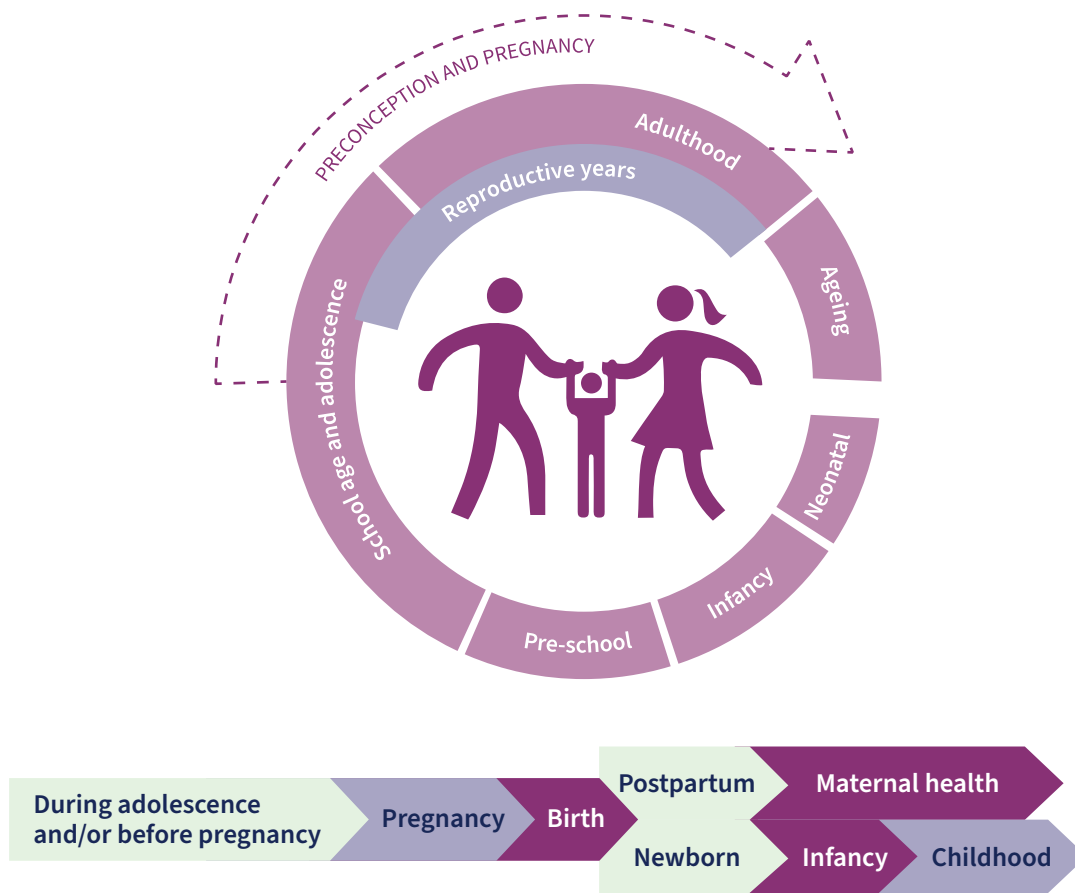 PRECONCEPTION AND PREGNANCY
Adulthood
Reproductive years
Ageing
School age and adolescence
Neonatal
Infancy
Pre-school
During adolescence
and/or before pregnancy
Pregnancy
Birth
Postpartum
Maternal health
Newborn
Infancy
Childhood